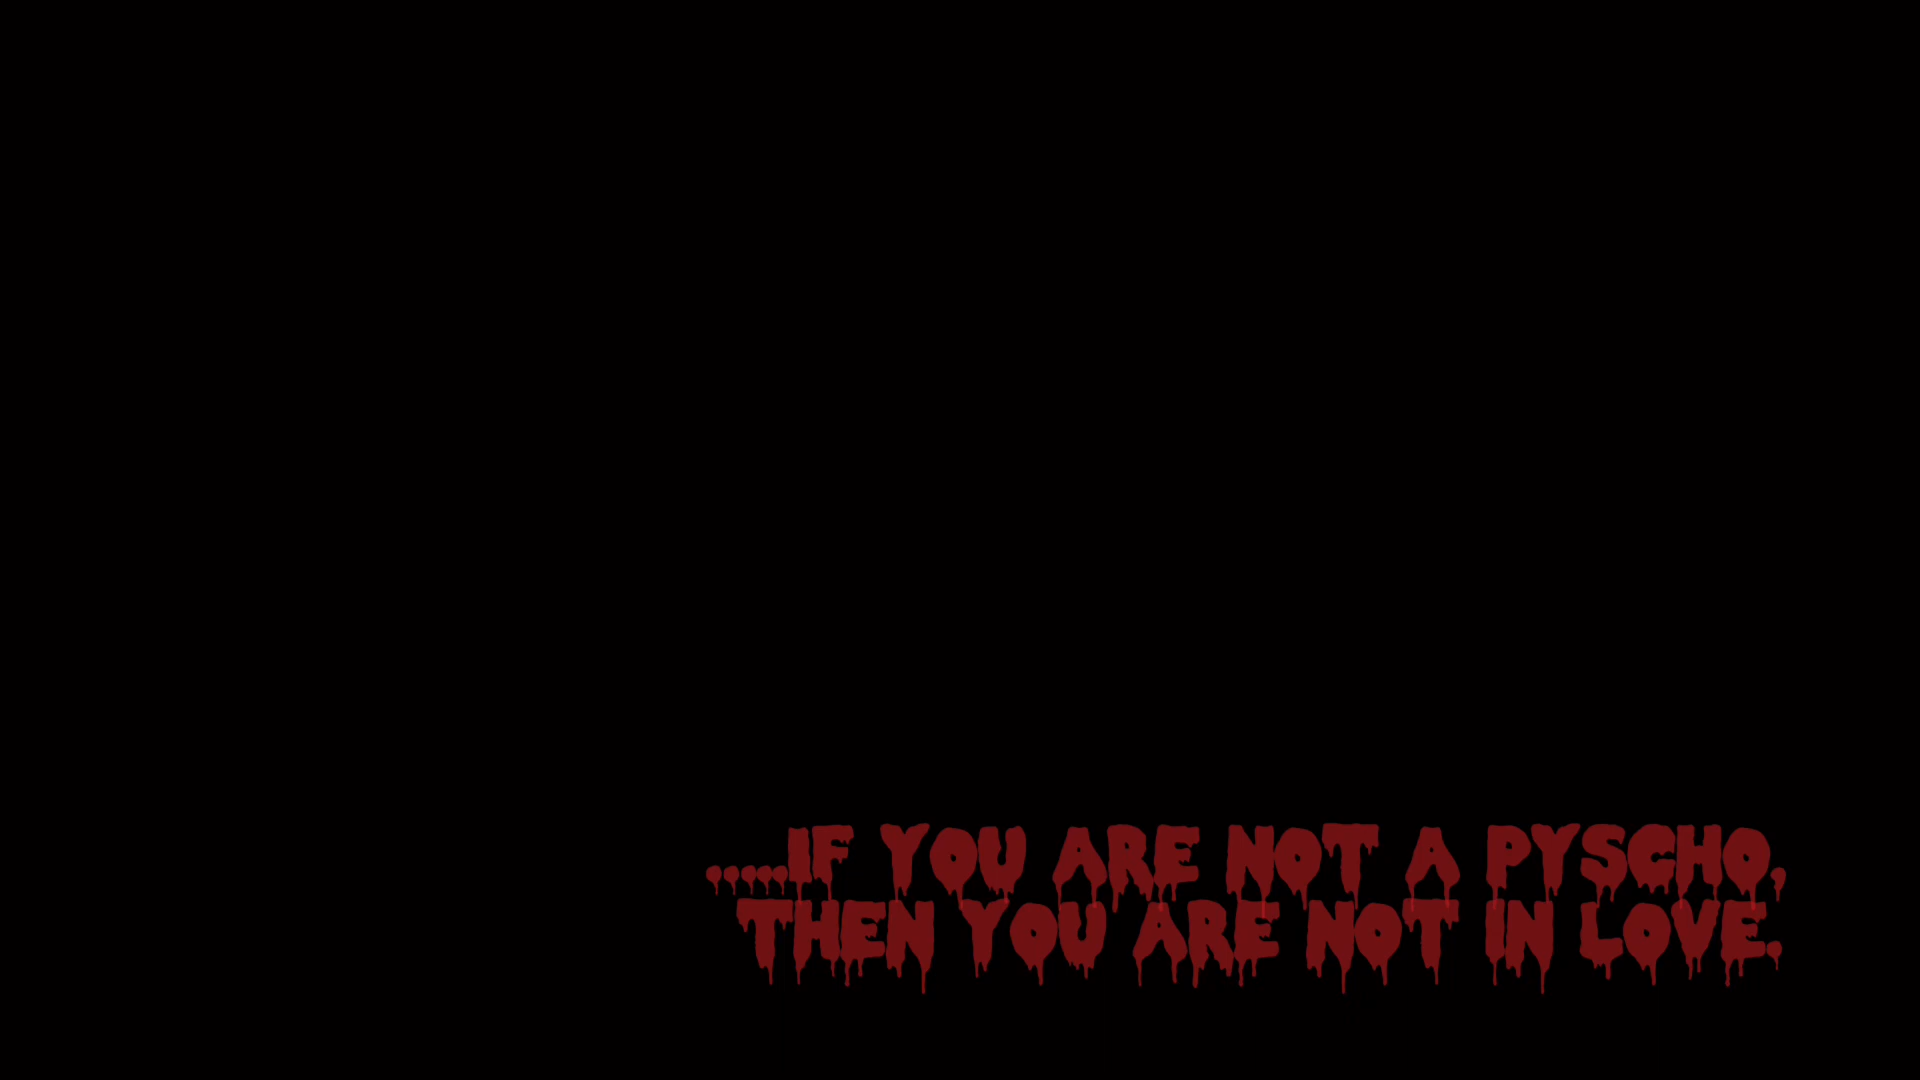 .....IF YOU ARE NOT A PYSCHO,
THEN YOU ARE NOT IN LOVE.